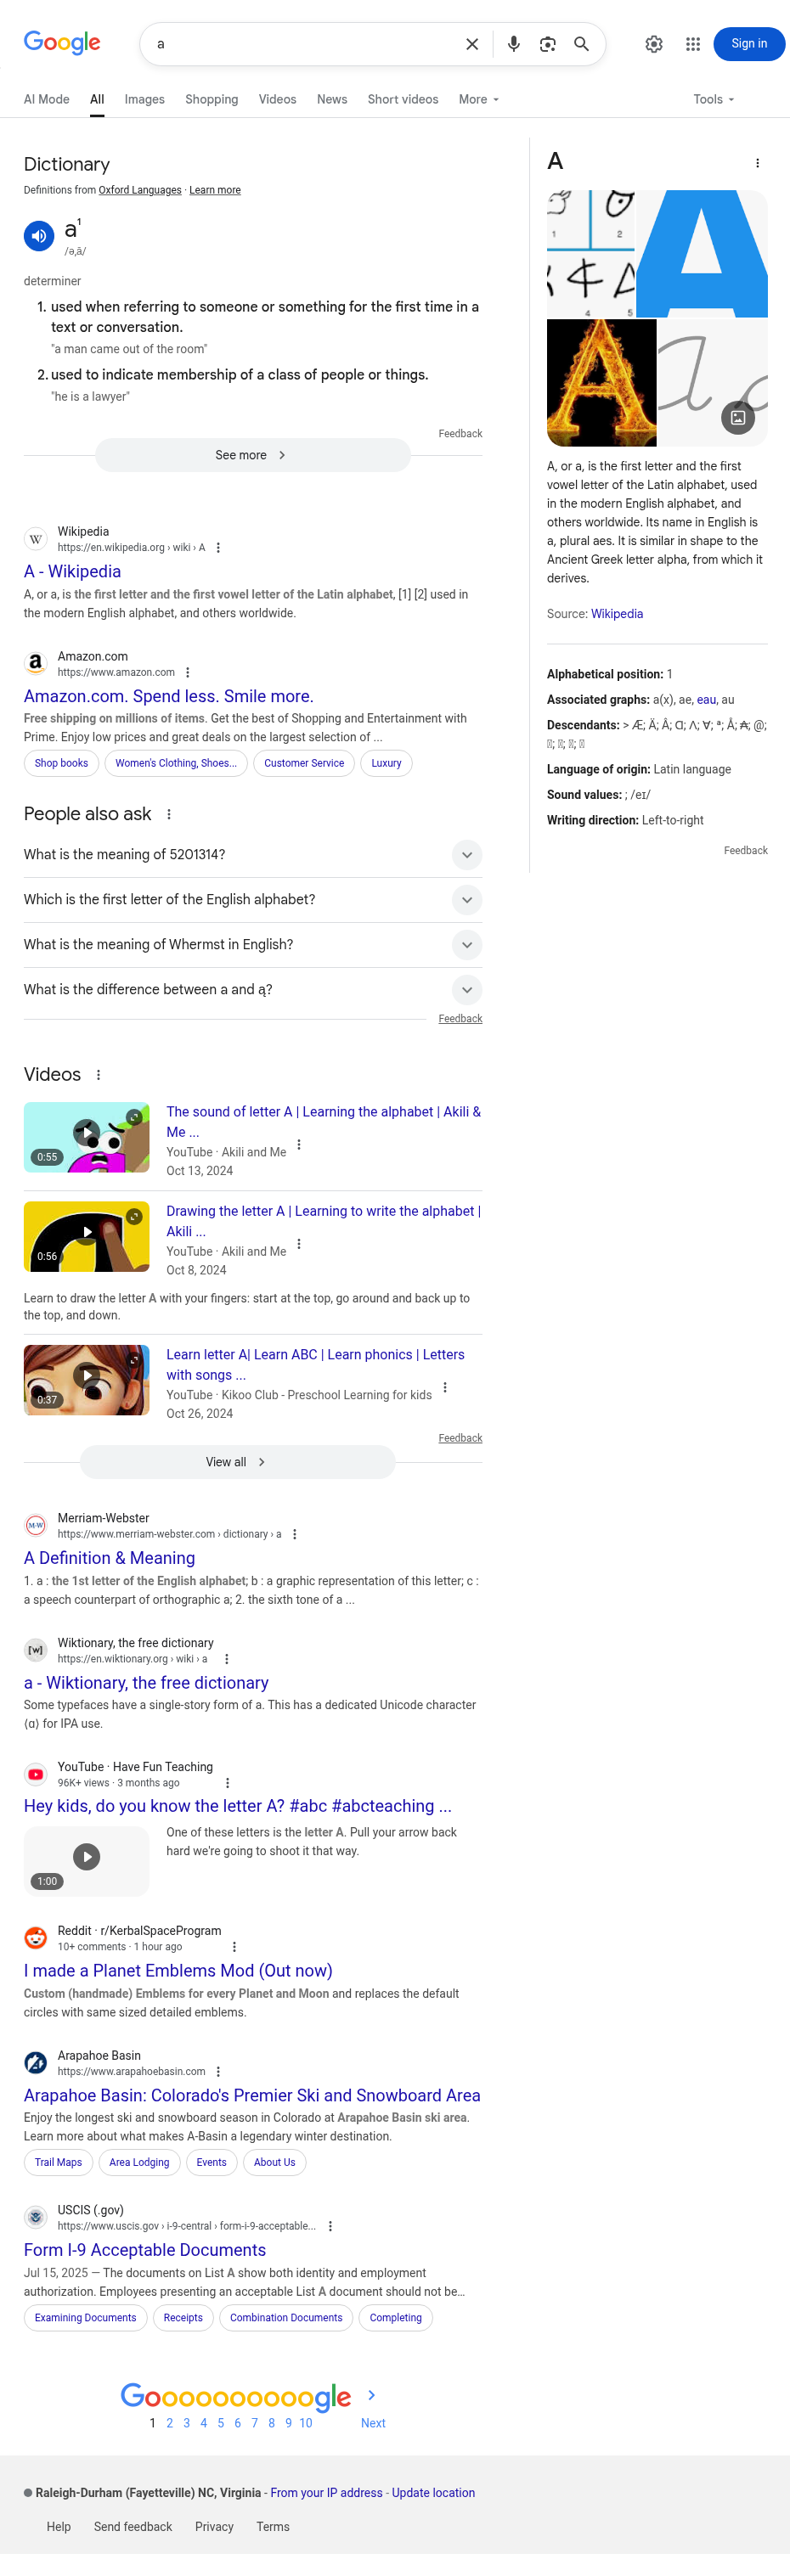 Google
a
Sign in
AI Mode All Images Shopping Videos News Short videos More Tools
Dictionary
Definitions from Oxford Languages · Learn more
a¹
/ə,ā/
determiner
1. used when referring to someone or something for the first time in a
text or conversation.
"a man came out of the room"
2. used to indicate membership of a class of people or things.
"he is a lawyer"
Feedback
See more
Wikipedia
https://en.wikipedia.org › wiki › A
A - Wikipedia
A, or a, is the first letter and the first vowel letter of the Latin alphabet, [1] [2] used in
the modern English alphabet, and others worldwide.
Amazon.com
https://www.amazon.com
Amazon.com. Spend less. Smile more.
Free shipping on millions of items. Get the best of Shopping and Entertainment with
Prime. Enjoy low prices and great deals on the largest selection of ...
Shop books Women's Clothing, Shoes... Customer Service Luxury
People also ask
What is the meaning of 5201314?
Which is the first letter of the English alphabet?
What is the meaning of Whermst in English?
What is the difference between a and ą?
Feedback
Videos
The sound of letter A | Learning the alphabet | Akili &
Me ...
YouTube · Akili and Me
Oct 13, 2024
0:55
Drawing the letter A | Learning to write the alphabet |
Akili ...
YouTube · Akili and Me
Oct 8, 2024
0:56
Learn to draw the letter A with your fingers: start at the top, go around and back up to
the top, and down.
Learn letter A| Learn ABC | Learn phonics | Letters
with songs ...
YouTube · Kikoo Club - Preschool Learning for kids
Oct 26, 2024
0:37
Feedback
View all
Merriam-Webster
https://www.merriam-webster.com › dictionary › a
A Definition & Meaning
1. a : the 1st letter of the English alphabet; b : a graphic representation of this letter; c :
a speech counterpart of orthographic a; 2. the sixth tone of a ...
Wiktionary, the free dictionary
https://en.wiktionary.org › wiki › a
a - Wiktionary, the free dictionary
Some typefaces have a single-story form of a. This has a dedicated Unicode character
⟨ɑ⟩ for IPA use.
YouTube · Have Fun Teaching
96K+ views · 3 months ago
Hey kids, do you know the letter A? #abc #abcteaching ...
One of these letters is the letter A. Pull your arrow back
hard we're going to shoot it that way.
1:00
Reddit · r/KerbalSpaceProgram
10+ comments · 1 hour ago
I made a Planet Emblems Mod (Out now)
Custom (handmade) Emblems for every Planet and Moon and replaces the default
circles with same sized detailed emblems.
Arapahoe Basin
https://www.arapahoebasin.com
Arapahoe Basin: Colorado's Premier Ski and Snowboard Area
Enjoy the longest ski and snowboard season in Colorado at Arapahoe Basin ski area.
Learn more about what makes A-Basin a legendary winter destination.
Trail Maps Area Lodging Events About Us
USCIS (.gov)
https://www.uscis.gov › i-9-central › form-i-9-acceptable...
Form I-9 Acceptable Documents
Jul 15, 2025 — The documents on List A show both identity and employment
authorization. Employees presenting an acceptable List A document should not be...
Examining Documents Receipts Combination Documents Completing
A
1 2
4 5
A
A
A, or a, is the first letter and the first
vowel letter of the Latin alphabet, used
in the modern English alphabet, and
others worldwide. Its name in English is
a, plural aes. It is similar in shape to the
Ancient Greek letter alpha, from which it
derives.
Source: Wikipedia
Alphabetical position: 1
Associated graphs: a(x), ae, eau, au
Descendants: > Æ; Ä; Â; Ɑ; Λ; Ɐ; ª; Å; ₳; @;
Language of origin: Latin language
Sound values: ; /eɪ/
Writing direction: Left-to-right
Feedback
Goooooooooogle
1 2 3 4 5 6 7 8 9 10 Next
Raleigh-Durham (Fayetteville) NC, Virginia - From your IP address - Update location
Help Send feedback Privacy Terms